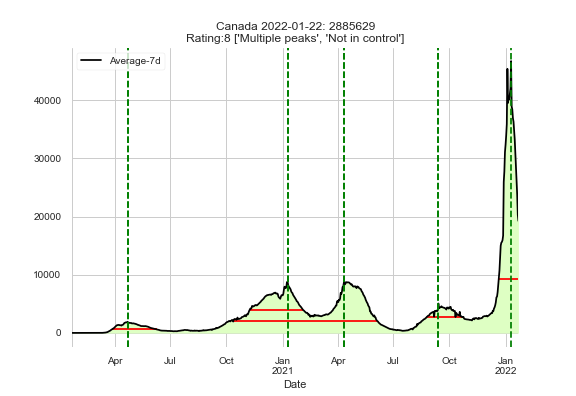 Canada 2022-01-22: 2885629
Rating:8 ['Multiple peaks', 'Not in control']
Average-7d
40000
30000
20000
10000
0
Apr Jul Oct Jan Apr Jul Oct Jan
2021 2022
Date